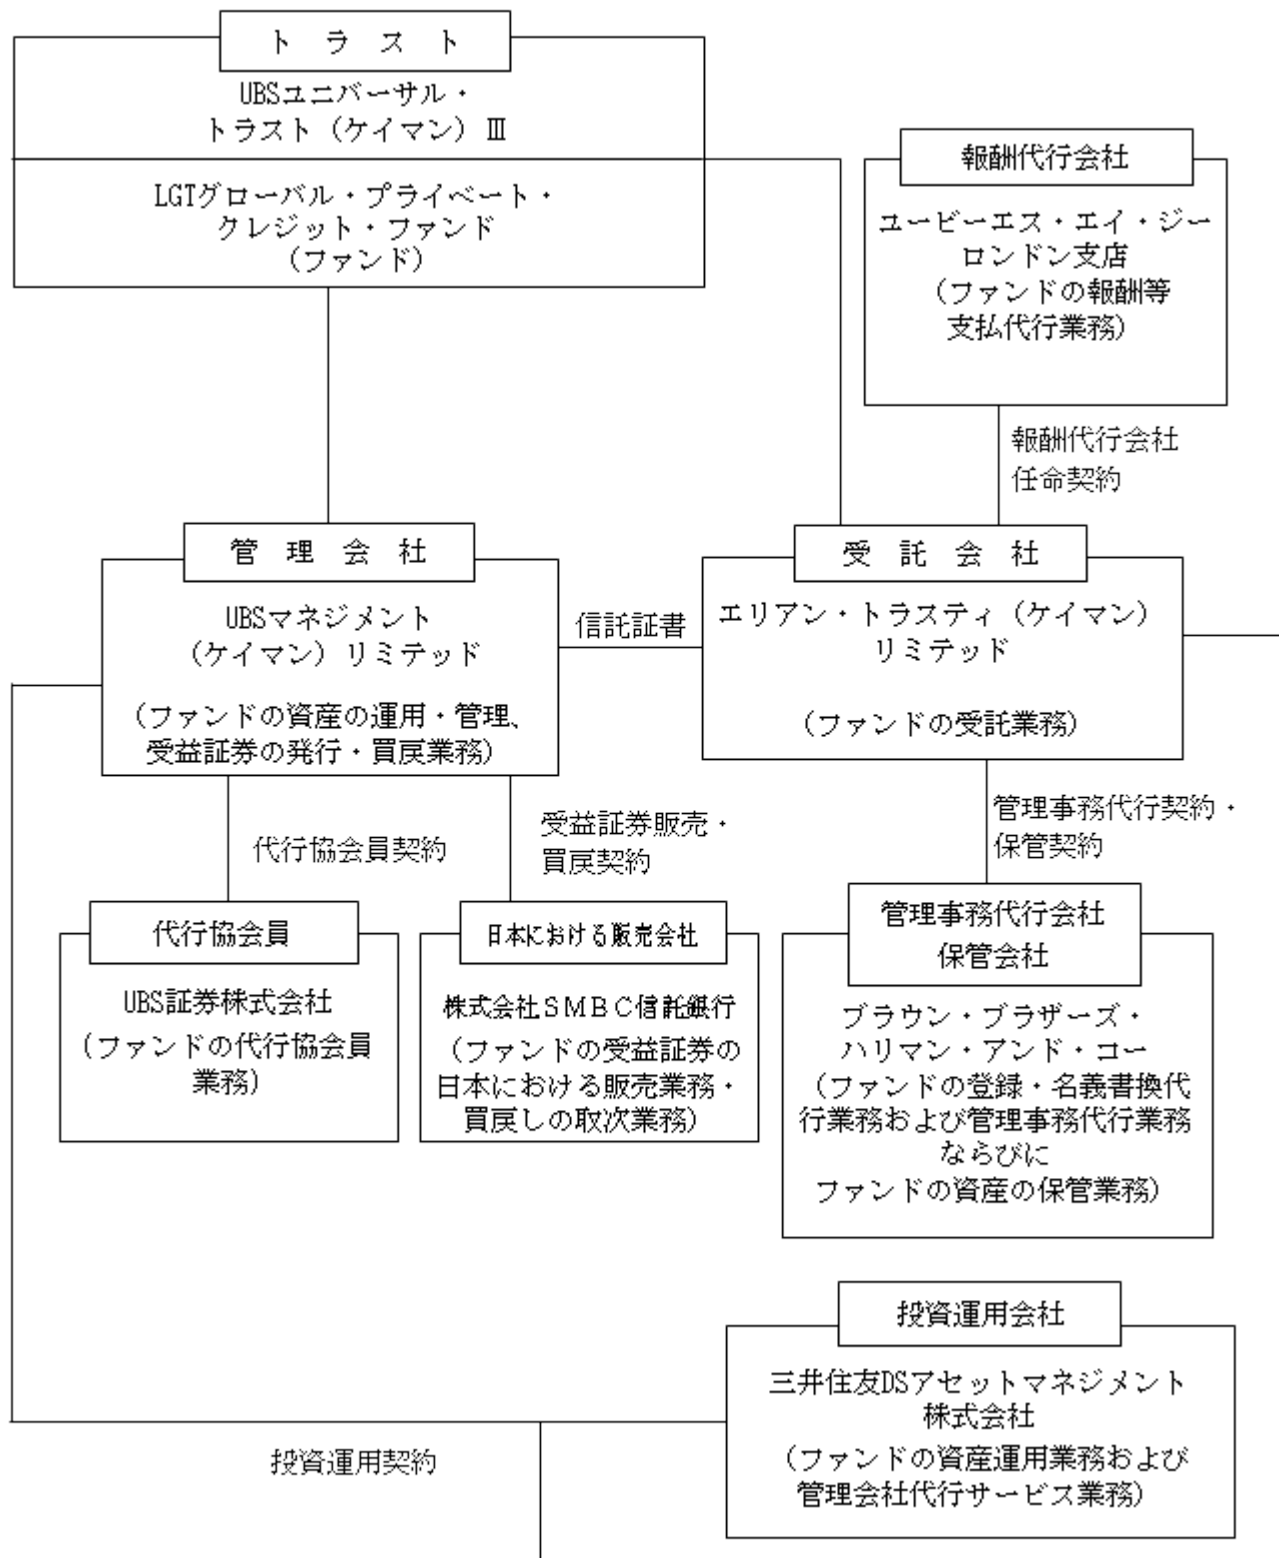 トラスト
UBSユニバーサル・
トラスト（ケイマン）Ⅲ
LGTグローバル・プライベート・
クレジット・ファンド
（ファンド）
報酬代行会社
ユービーエス・エイ・ジー
ロンドン支店
（ファンドの報酬等
支払代行業務）
報酬代行会社
任命契約
管理会社
UBSマネジメント
（ケイマン）リミテッド
（ファンドの資産の運用・管理、
受益証券の発行・買戻業務）
信託証書
受託会社
エリアン・トラスティ（ケイマン）
リミテッド
（ファンドの受託業務）
代行協会員契約
受益証券販売・
買戻契約
管理事務代行契約・
保管契約
代行協会員
UBS証券株式会社
（ファンドの代行協会員
業務）
日本における販売会社
株式会社ＳＭＢＣ信託銀行
（ファンドの受益証券の
日本における販売業務・
買戻しの取次業務）
管理事務代行会社
保管会社
ブラウン・ブラザーズ・
ハリマン・アンド・コー
（ファンドの登録・名義書換代
行業務および管理事務代行業務
ならびに
ファンドの資産の保管業務）
投資運用会社
三井住友DSアセットマネジメント
株式会社
（ファンドの資産運用業務および
管理会社代行サービス業務）
投資運用契約